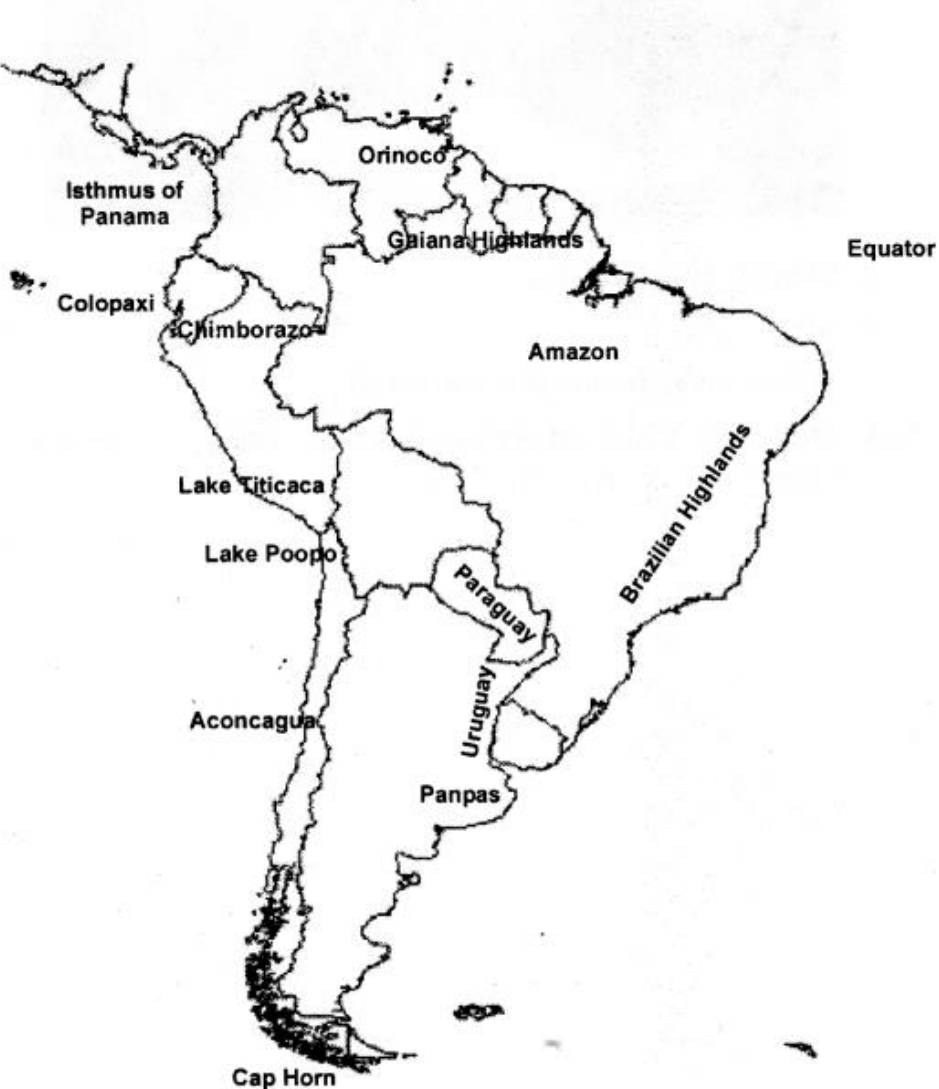 Orinoco
Isthmus of
Panama
Gaiana Highlands
Equator
Colopaxi
Chimborazo
Amazon
Lake Titicaca
Brazilian Highlands
Lake Poopo
Paraguay
Uruguay
Aconcagua
Panpas
Cap Horn